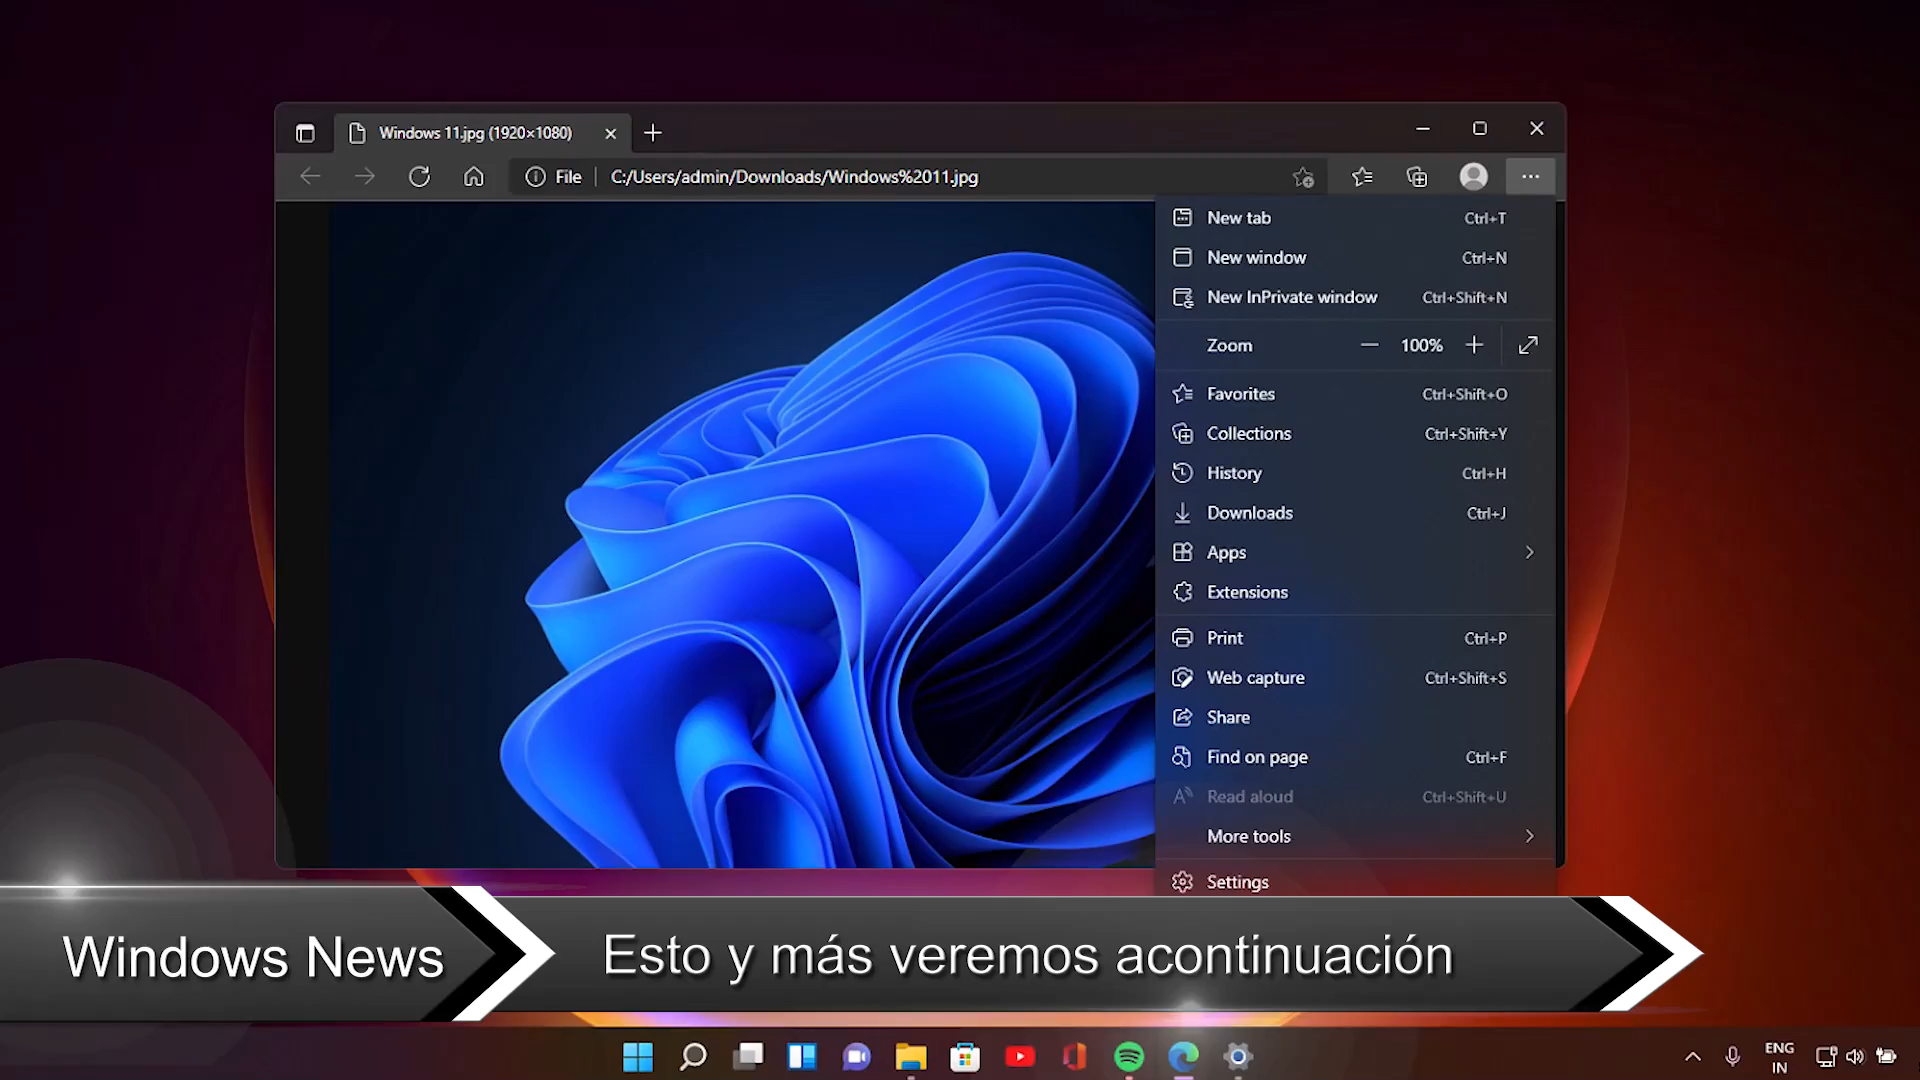 Windows 11.jpg (1920×1080)
File
C:/Users/admin/Downloads/Windows%2011.jpg
New tab Ctrl+T
New window Ctrl+N
New InPrivate window Ctrl+Shift+N
Zoom 100%
Favorites Ctrl+Shift+O
Collections Ctrl+Shift+Y
History Ctrl+H
Downloads Ctrl+J
Apps
Extensions
Print Ctrl+P
Web capture Ctrl+Shift+S
Share
Find on page Ctrl+F
Read aloud Ctrl+Shift+U
More tools
Settings
Windows News
Esto y más veremos acontinuación
ENG
IN